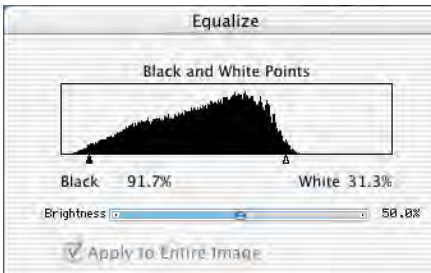 Equalize
Black and White Points
Black 91.7% White 31.3%
Brightness 50.0%
Apply to Entire Image